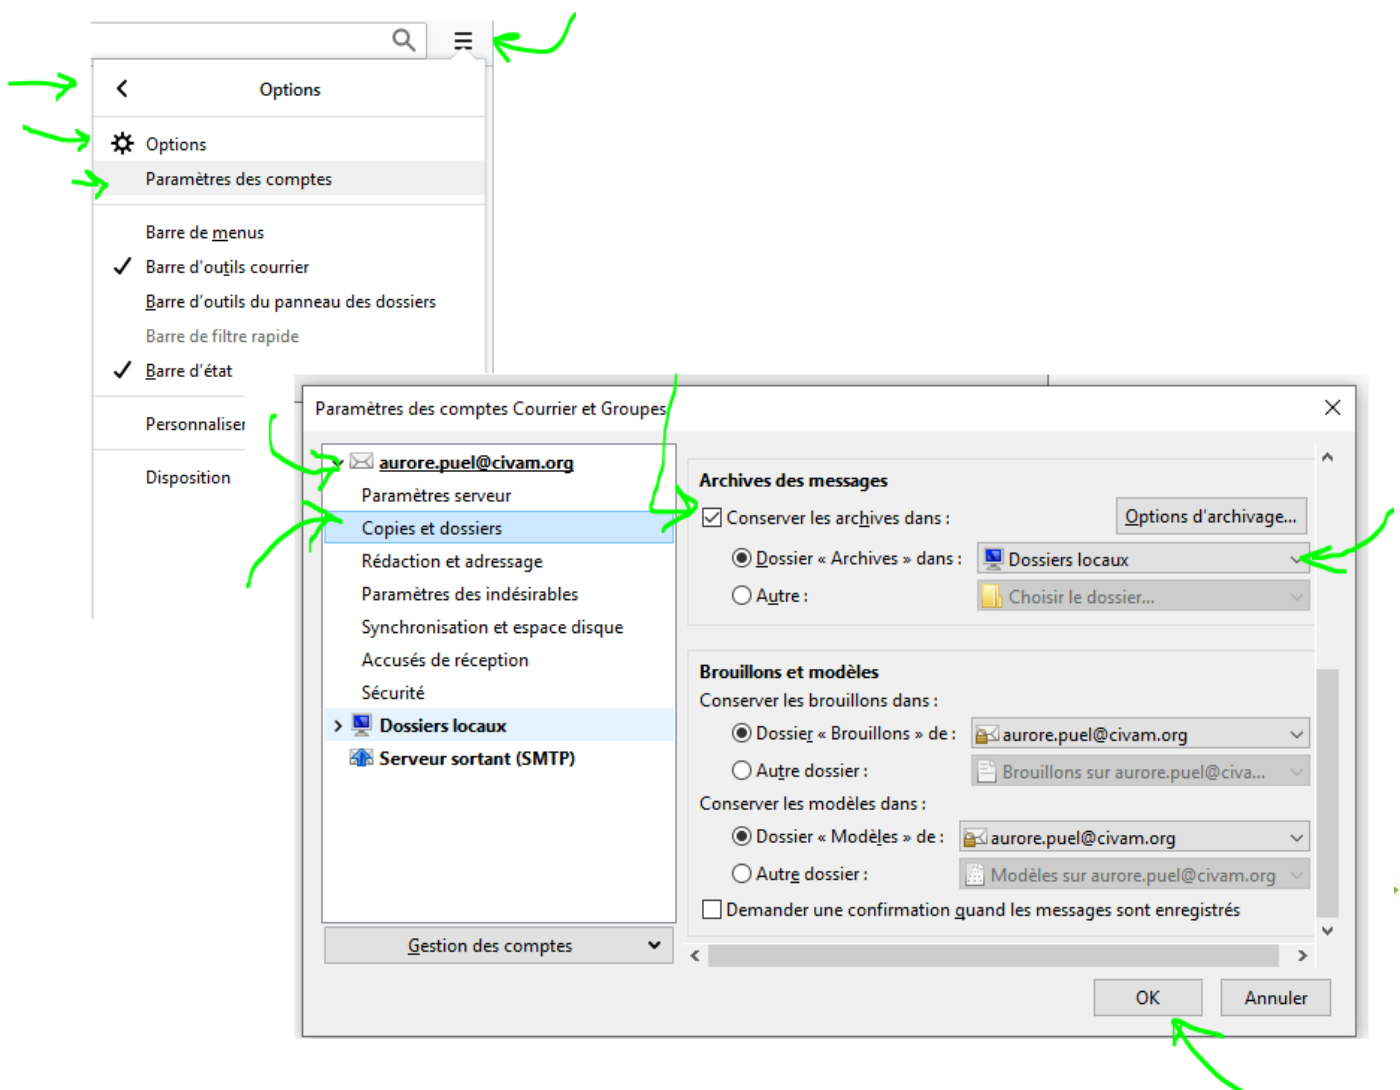 Options
Options
Paramètres des comptes
Barre de menus
Barre d'outils courrier
Barre d'outils du panneau des dossiers
Barre de filtre rapide
Barre d'état
Personnaliser
Disposition
Paramètres des comptes Courrier et Groupes
aurore.puel@civam.org
Paramètres serveur
Copies et dossiers
Rédaction et adressage
Paramètres des indésirables
Synchronisation et espace disque
Accusés de réception
Sécurité
Dossiers locaux
Serveur sortant (SMTP)
Gestion des comptes
Archives des messages
Conserver les archives dans :
Options d'archivage...
Dossier « Archives » dans :
Dossiers locaux
Autre :
Choisir le dossier...
Brouillons et modèles
Conserver les brouillons dans :
Dossier « Brouillons » de :
aurore.puel@civam.org
Autre dossier :
Brouillons sur aurore.puel@civa...
Conserver les modèles dans :
Dossier « Modèles » de :
aurore.puel@civam.org
Autre dossier :
Modèles sur aurore.puel@civam.org
Demander une confirmation quand les messages sont enregistrés
OK
Annuler